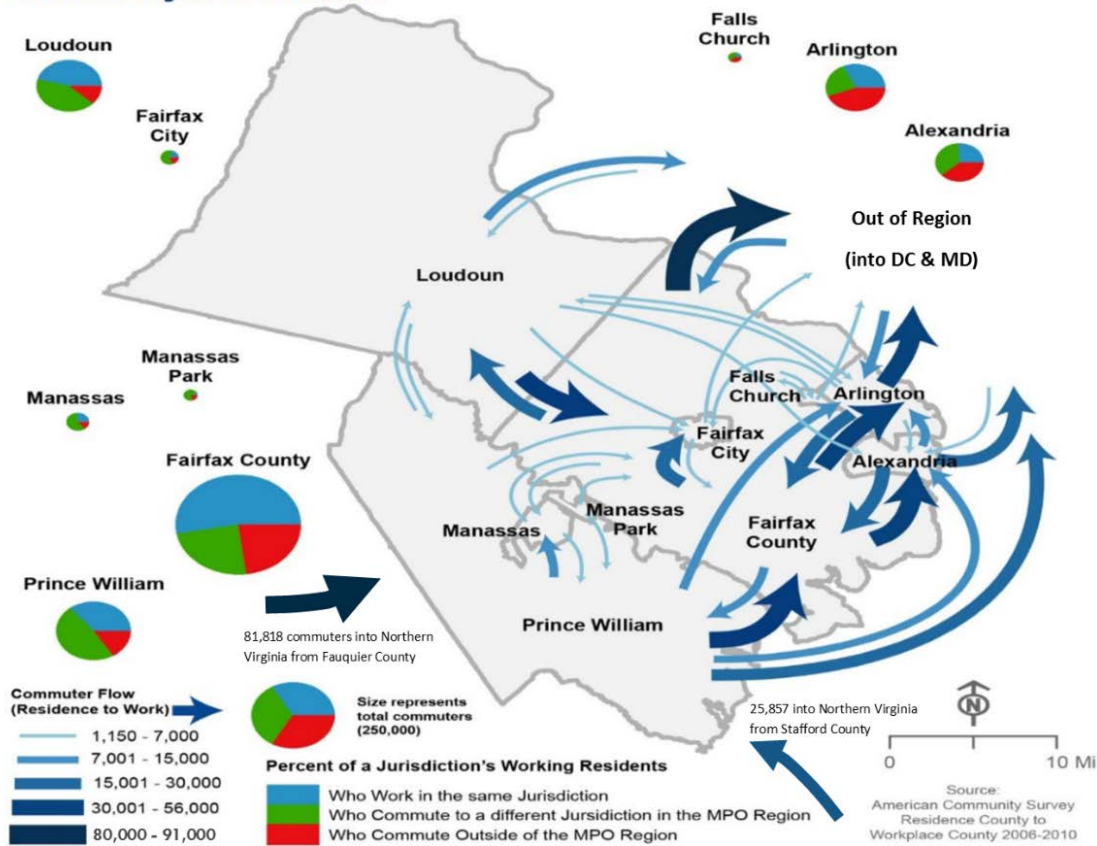 Loudoun
Fairfax
City
Falls
Church
Arlington
Alexandria
Out of Region
(into DC & MD)
Loudoun
Manassas
Park
Manassas
Falls
Church
Arlington
Fairfax
City
Alexandria
Fairfax County
Manassas
Manassas
Park
Fairfax
County
Prince William
Prince William
81,818 commuters into Northern
Virginia from Fauquier County
25,857 into Northern Virginia
from Stafford County
Commuter Flow
(Residence to Work)
1,150 - 7,000
7,001 - 15,000
15,001 - 30,000
30,001 - 56,000
80,000 - 91,000
Size represents
total commuters
(250,000)
Percent of a Jurisdiction's Working Residents
Who Work in the same Jurisdiction
Who Commute to a different Jursidiction in the MPO Region
Who Commute Outside of the MPO Region
N
0 10 Mi
Source:
American Community Survey
Residence County to
Workplace County 2006-2010